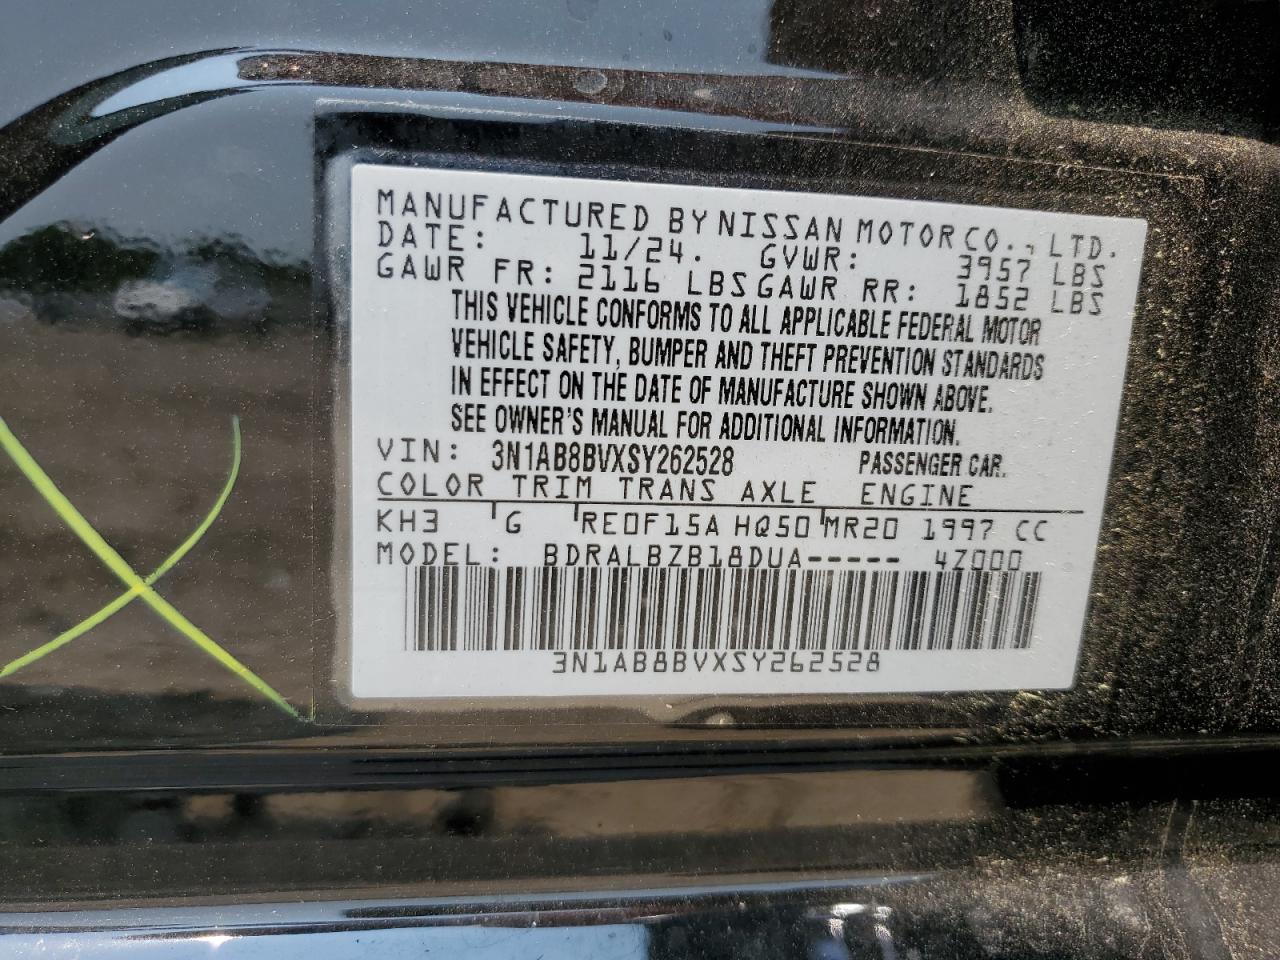 MANUFACTURED BY NISSAN MOTOR CO., LTD.
DATE: 11/24. GVWR: 3957 LBS
GAWR FR: 2116 LBS GAWR RR: 1852 LBS
THIS VEHICLE CONFORMS TO ALL APPLICABLE FEDERAL MOTOR
VEHICLE SAFETY, BUMPER AND THEFT PREVENTION STANDARDS
IN EFFECT ON THE DATE OF MANUFACTURE SHOWN ABOVE.
SEE OWNER'S MANUAL FOR ADDITIONAL INFORMATION.
VIN: 3N1AB8BVXSY262528 PASSENGER CAR.
COLOR TRIM TRANS AXLE ENGINE
KH3 G RE0F15A HQ50 MR20 1997 CC
MODEL: BDRALBZB18DUA----- 4Z000
3N1AB8BVXSY262528